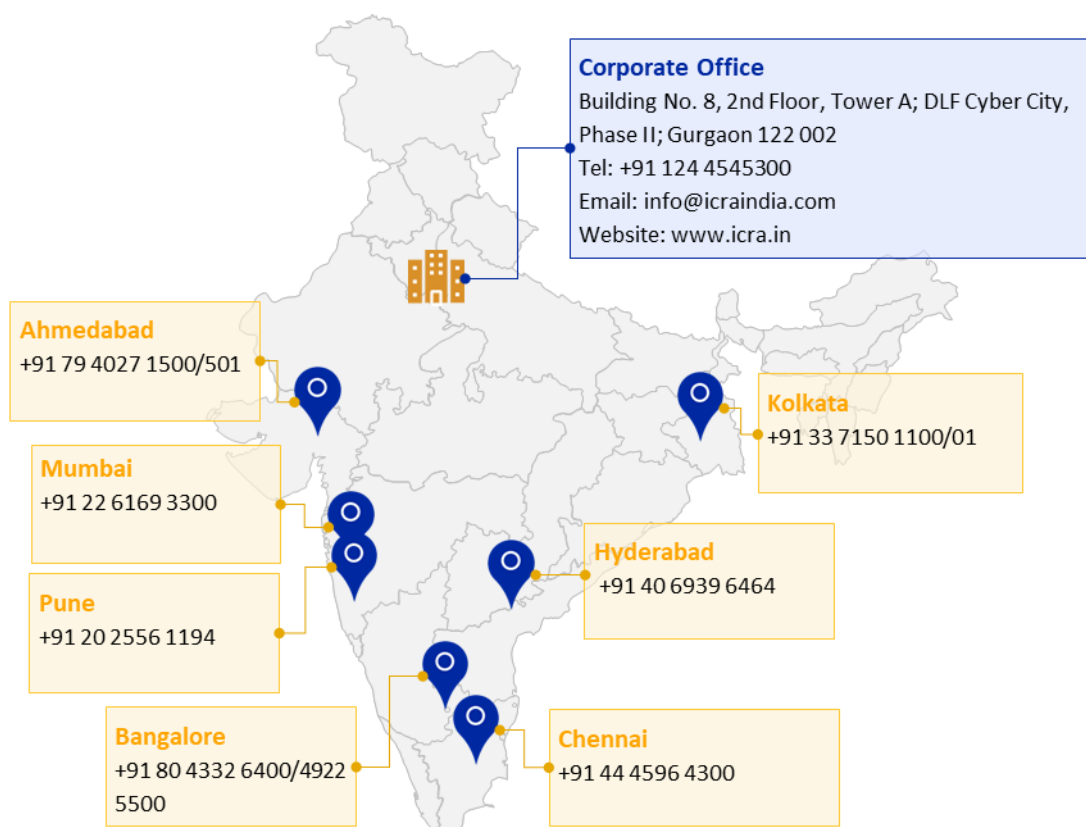 Corporate Office
Building No. 8, 2nd Floor, Tower A; DLF Cyber City,
Phase II; Gurgaon 122 002
Tel: +91 124 4545300
Email: info@icraindia.com
Website: www.icra.in
Ahmedabad
+91 79 4027 1500/501
Kolkata
+91 33 7150 1100/01
Mumbai
+91 22 6169 3300
Hyderabad
+91 40 6939 6464
Pune
+91 20 2556 1194
Bangalore
+91 80 4332 6400/4922
5500
Chennai
+91 44 4596 4300